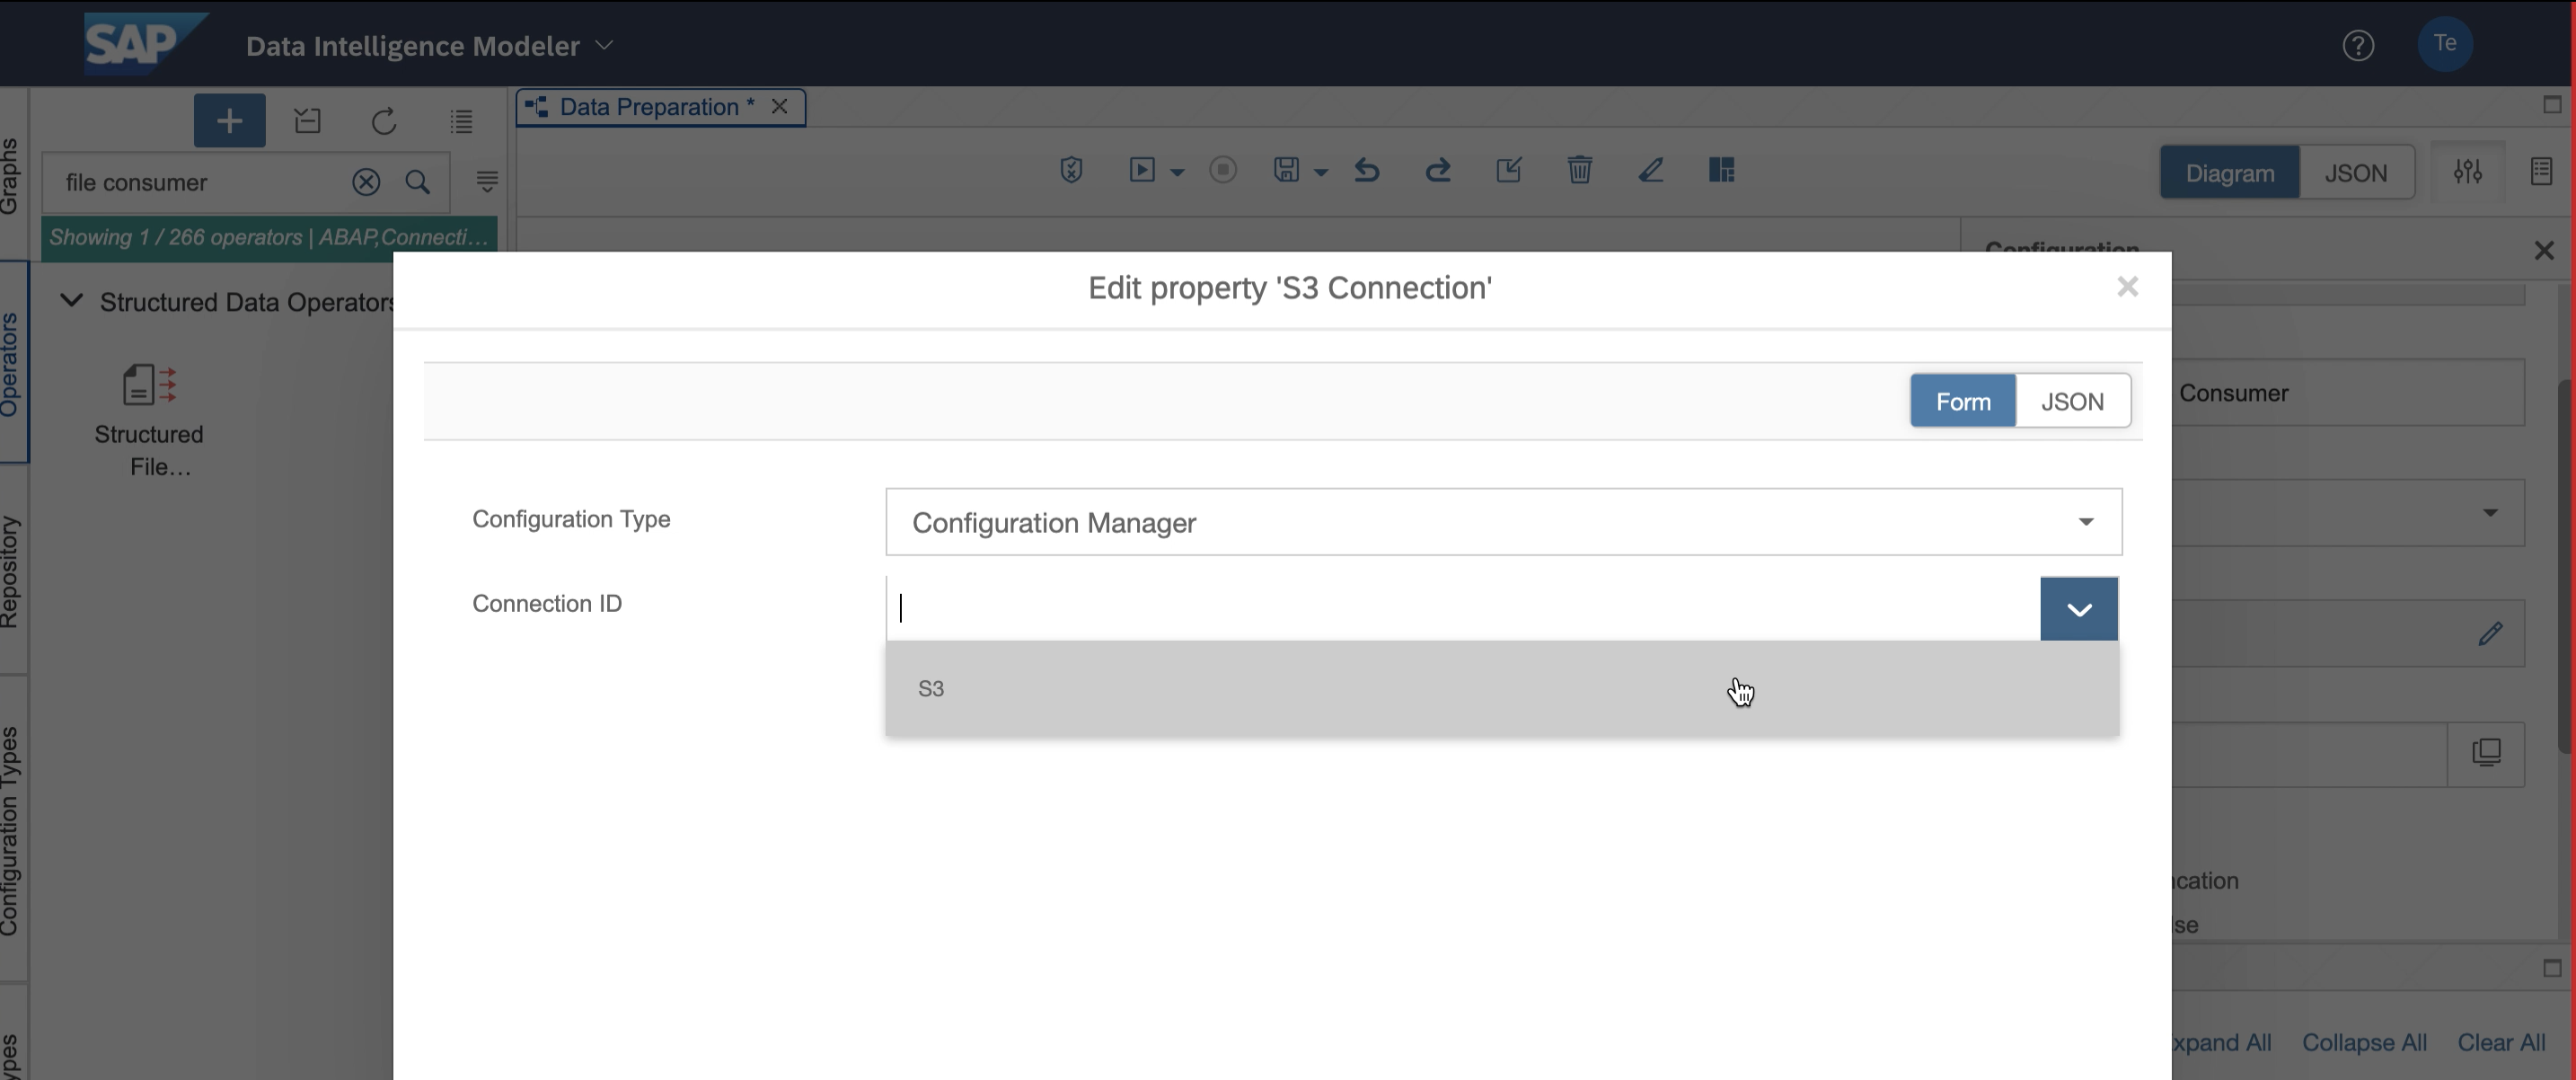 SAP
Data Intelligence Modeler
Te
Data Preparation *
Graphs
file consumer
Diagram
JSON
Showing 1 / 266 operators | ABAP,Connecti...
Configuration
Edit property 'S3 Connection'
Structured Data Operators
Operators
Structured
File...
Form
JSON
Consumer
Configuration Type
Configuration Manager
Connection ID
Repository
S3
Configuration Types
cation
se
ypes
xpand All
Collapse All
Clear All